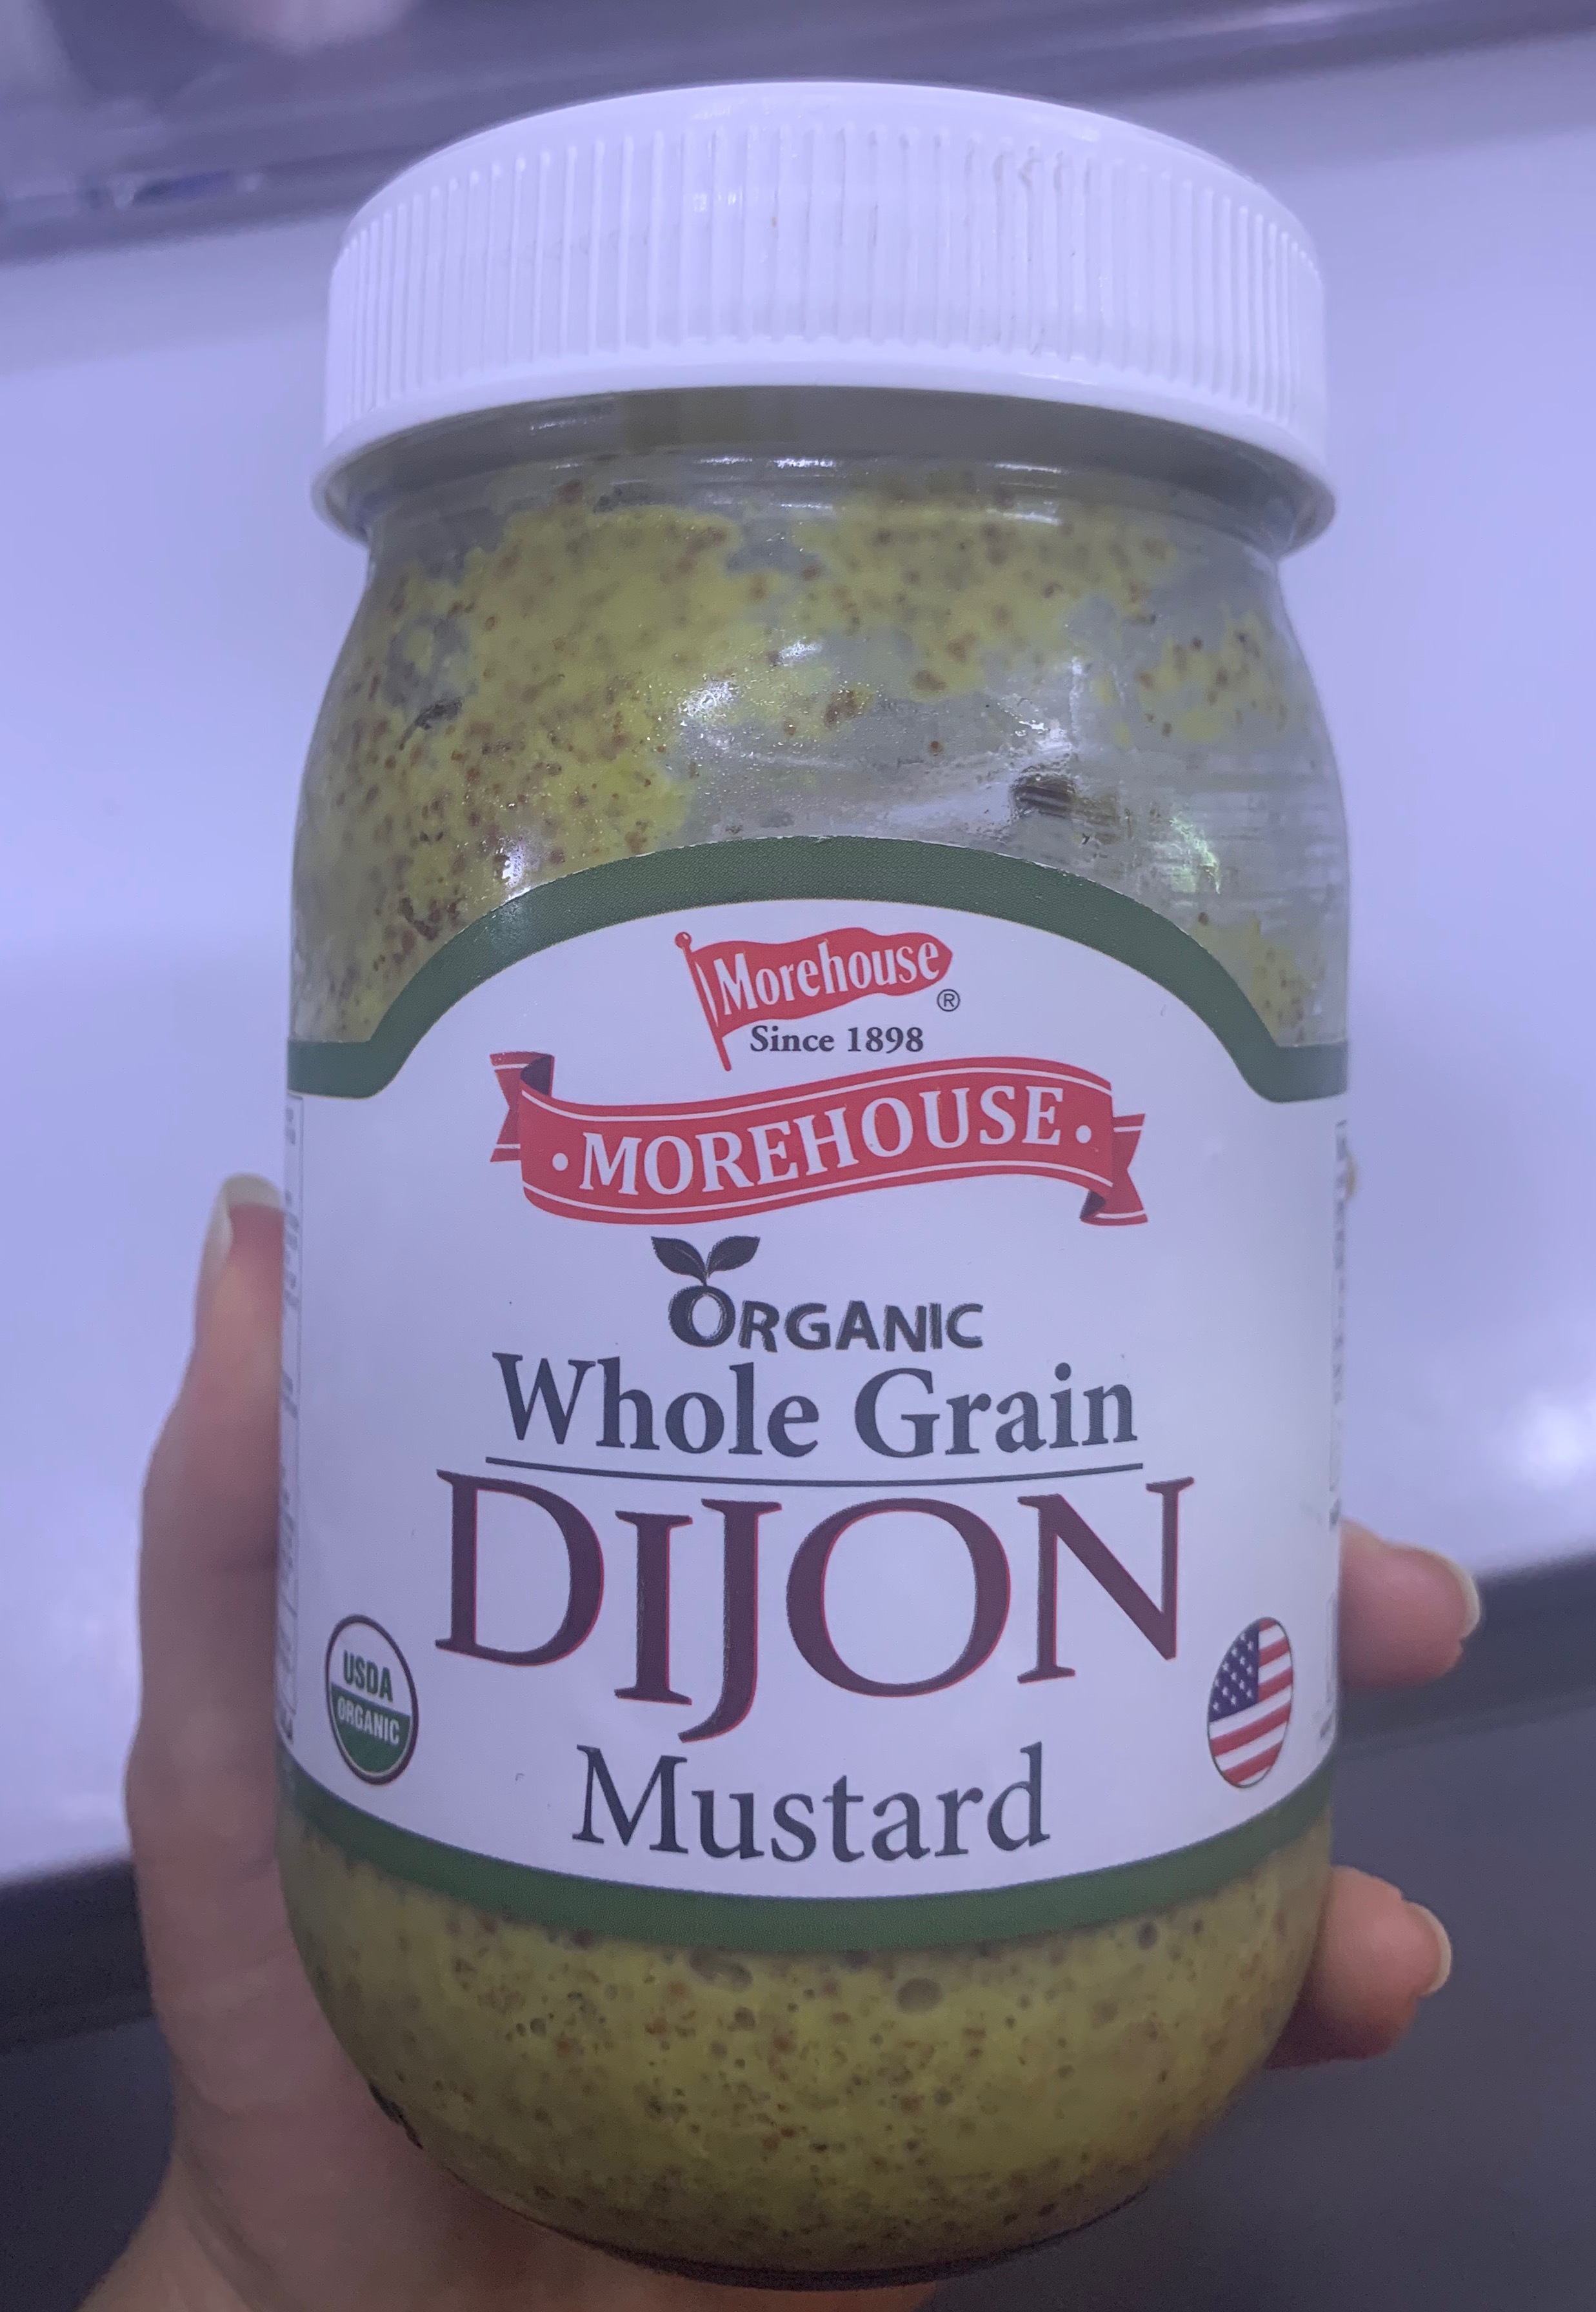 Morehouse®
Since 1898
• MOREHOUSE •
ORGANIC
Whole Grain
DIJON
USDA
ORGANIC
Mustard